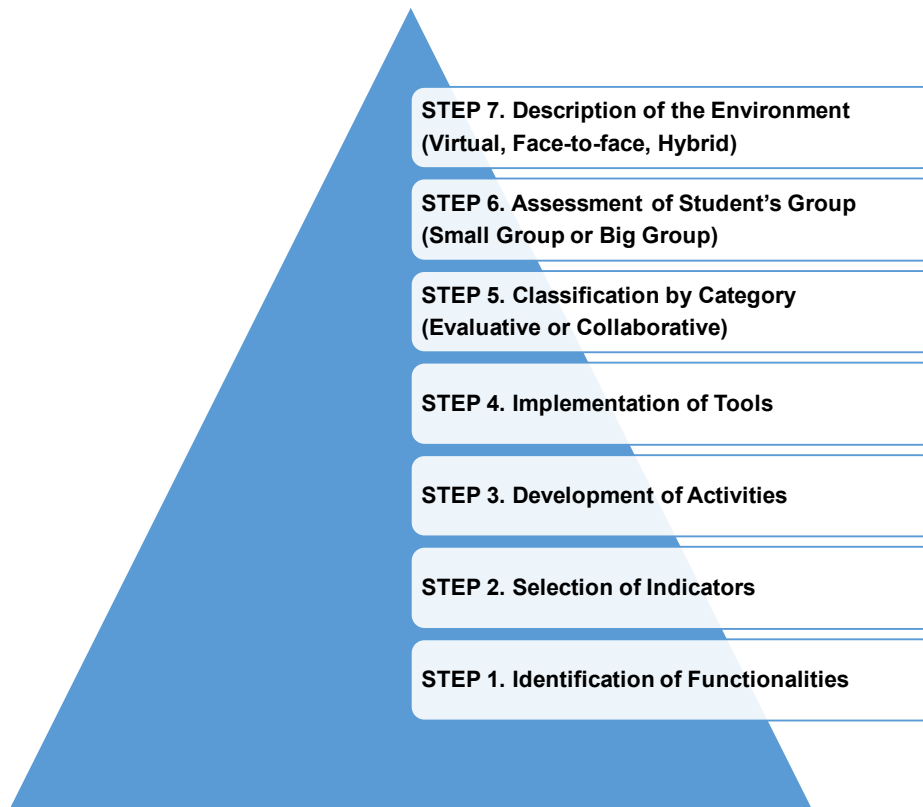 STEP 7. Description of the Environment
(Virtual, Face-to-face, Hybrid)
STEP 6. Assessment of Student’s Group
(Small Group or Big Group)
STEP 5. Classification by Category
(Evaluative or Collaborative)
STEP 4. Implementation of Tools
STEP 3. Development of Activities
STEP 2. Selection of Indicators
STEP 1. Identification of Functionalities